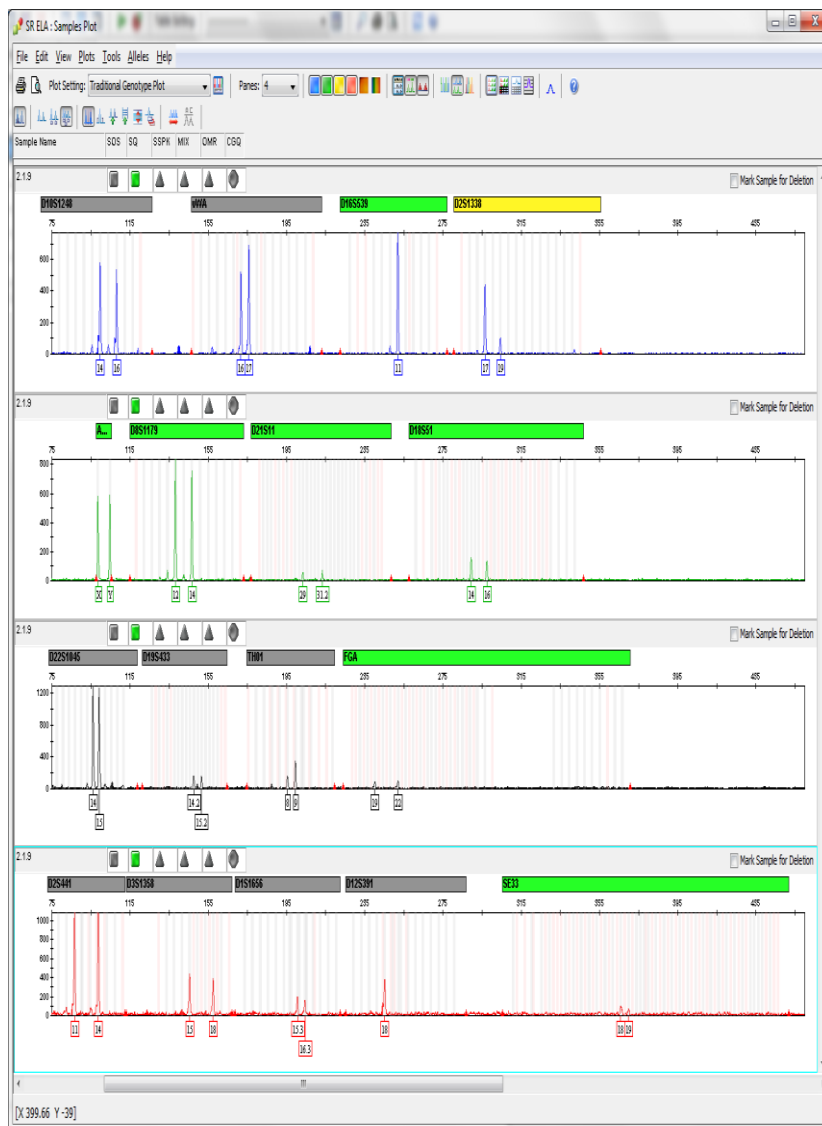 SR ELA : Samples Plot
File Edit View Plots Tools Alleles Help
Plot Setting: Traditional Genotype Plot Panes: 4
Sample Name SOS SQ SSPK MIX OMR CGQ
2.1.9 Mark Sample for Deletion
D10S1248 vWA D16S539 D2S1338
75 115 155 195 235 275 315 355 395 435
600
400
200
0
14 16 16 17 11 17 19
2.1.9 Mark Sample for Deletion
A... D8S1179 D21S11 D18S51
75 115 155 195 235 275 315 355 395 435
800
600
400
200
0
X Y 12 14 29 31.2 14 16
2.1.9 Mark Sample for Deletion
D22S1045 D19S433 TH01 FGA
75 115 155 195 235 275 315 355 395 435
1200
800
400
0
14 14.2 8 9 19 22
15 15.2
2.1.9 Mark Sample for Deletion
D2S441 D3S1358 D1S1656 D12S391 SE33
75 115 155 195 235 275 315 355 395 435
1000
800
600
400
200
0
11 14 15 18 15.3 18 18 19
16.3
[X 399.66 Y -39]